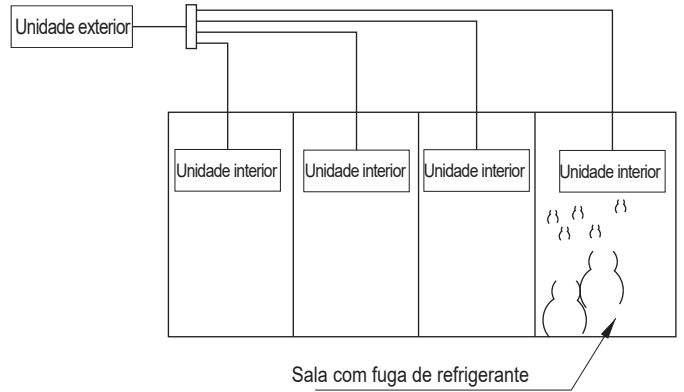 Unidade exterior
Unidade interior
Unidade interior
Unidade interior
Unidade interior
Sala com fuga de refrigerante